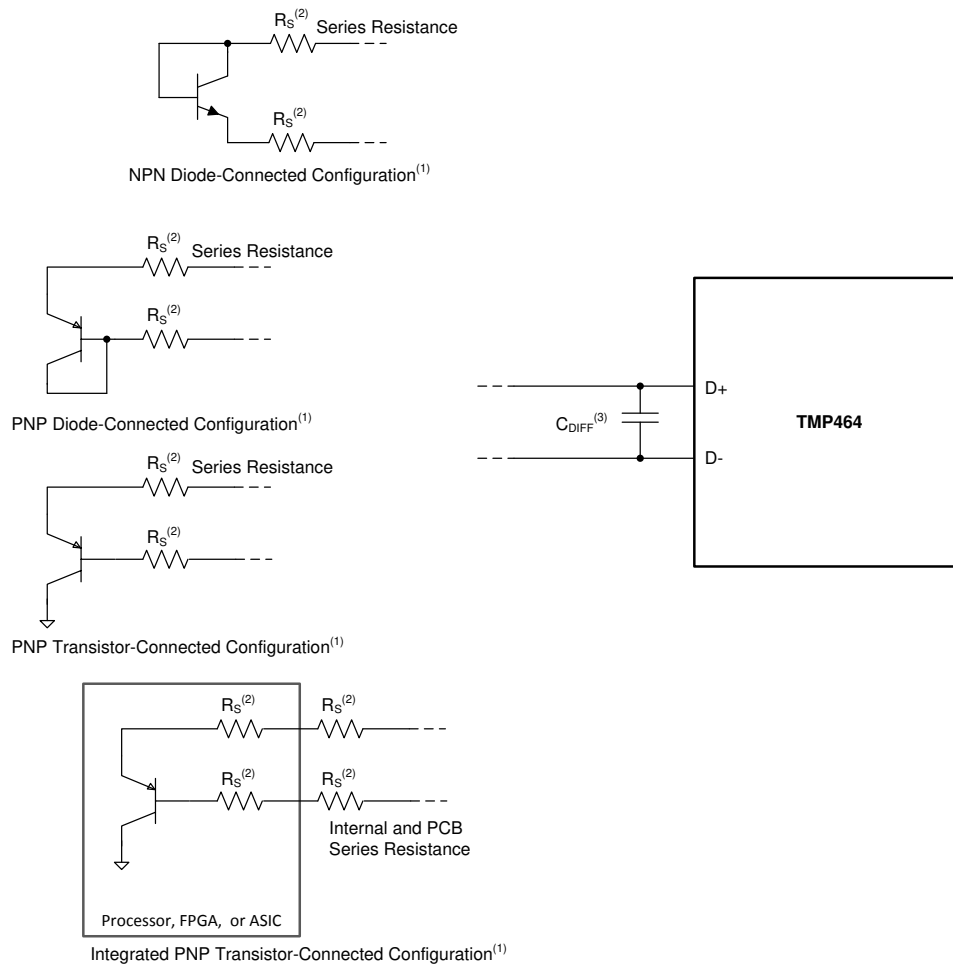 RS(2) Series Resistance
RS(2)
NPN Diode-Connected Configuration(1)
RS(2) Series Resistance
RS(2)
PNP Diode-Connected Configuration(1)
RS(2) Series Resistance
RS(2)
PNP Transistor-Connected Configuration(1)
RS(2) RS(2)
RS(2) RS(2)
Internal and PCB
Series Resistance
Processor, FPGA, or ASIC
Integrated PNP Transistor-Connected Configuration(1)
D+
CDIFF(3)
TMP464
D-